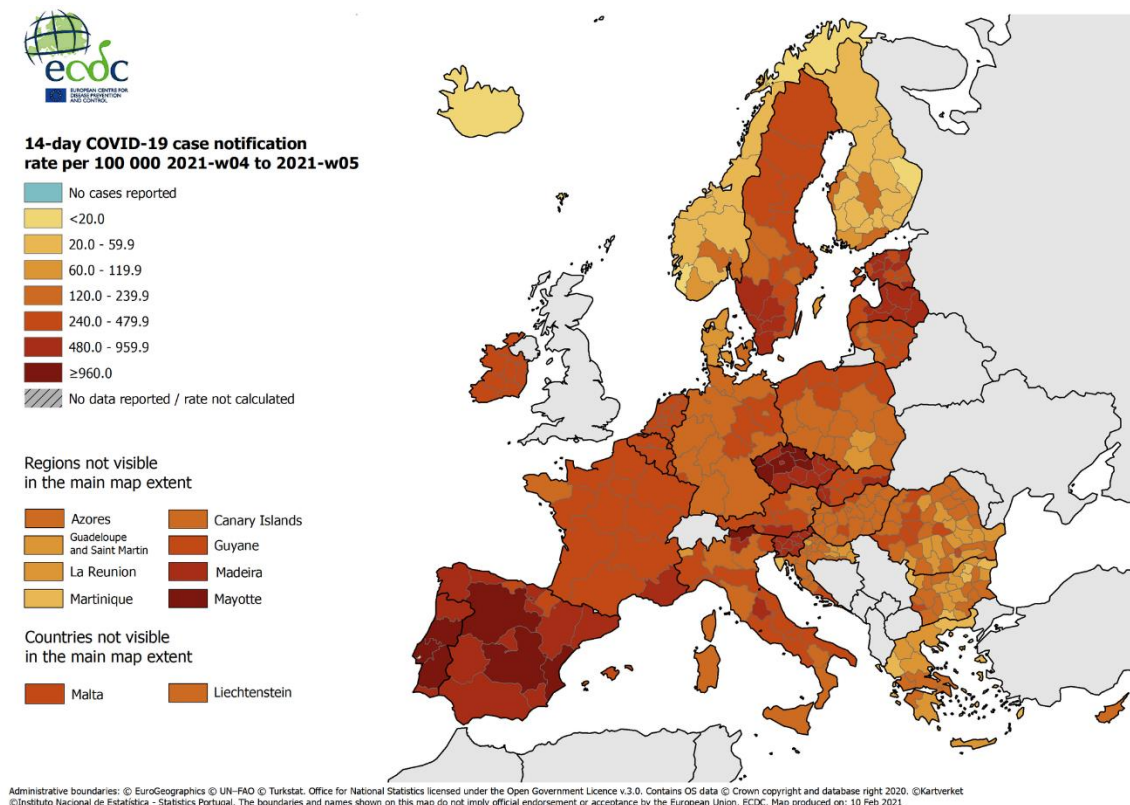 ecdc
EUROPEAN CENTRE FOR
DISEASE PREVENTION
AND CONTROL
14-day COVID-19 case notification
rate per 100 000 2021-w04 to 2021-w05
No cases reported
<20.0
20.0 - 59.9
60.0 - 119.9
120.0 - 239.9
240.0 - 479.9
480.0 - 959.9
≥960.0
No data reported / rate not calculated
Regions not visible
in the main map extent
Azores
Canary Islands
Guadeloupe
and Saint Martin
Guyane
La Reunion
Madeira
Martinique
Mayotte
Countries not visible
in the main map extent
Malta
Liechtenstein
Administrative boundaries: © EuroGeographics © UN–FAO © Turkstat. Office for National Statistics licensed under the Open Government Licence v.3.0. Contains OS data © Crown copyright and database right 2020. ©Kartverket
©Instituto Nacional de Estatística - Statistics Portugal. The boundaries and names shown on this map do not imply official endorsement or acceptance by the European Union. ECDC. Map produced on: 10 Feb 2021